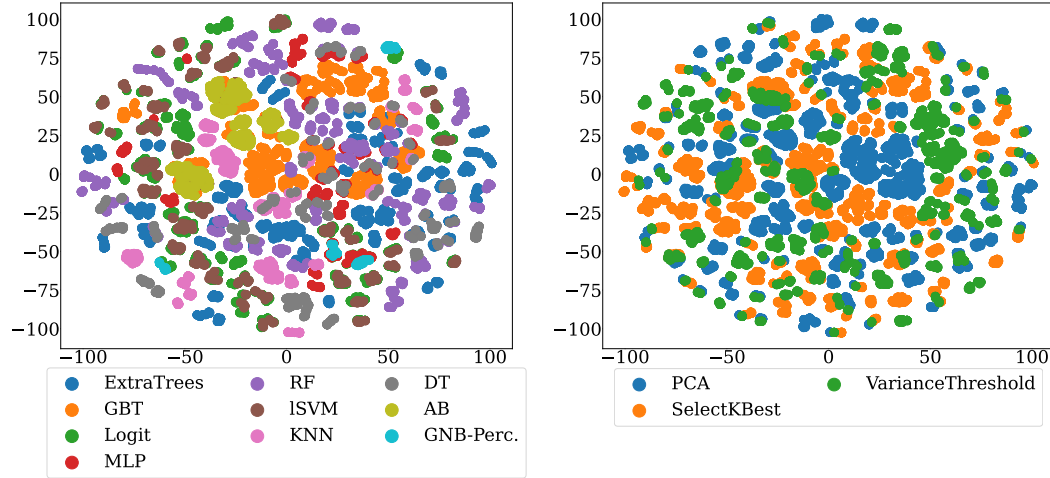 100
75
50
25
0
−25
−50
−75
−100
−100 −50 0 50 100
ExtraTrees RF DT
GBT lSVM AB
Logit KNN GNB-Perc.
MLP
100
75
50
25
0
−25
−50
−75
−100
−100 −50 0 50 100
PCA VarianceThreshold
SelectKBest